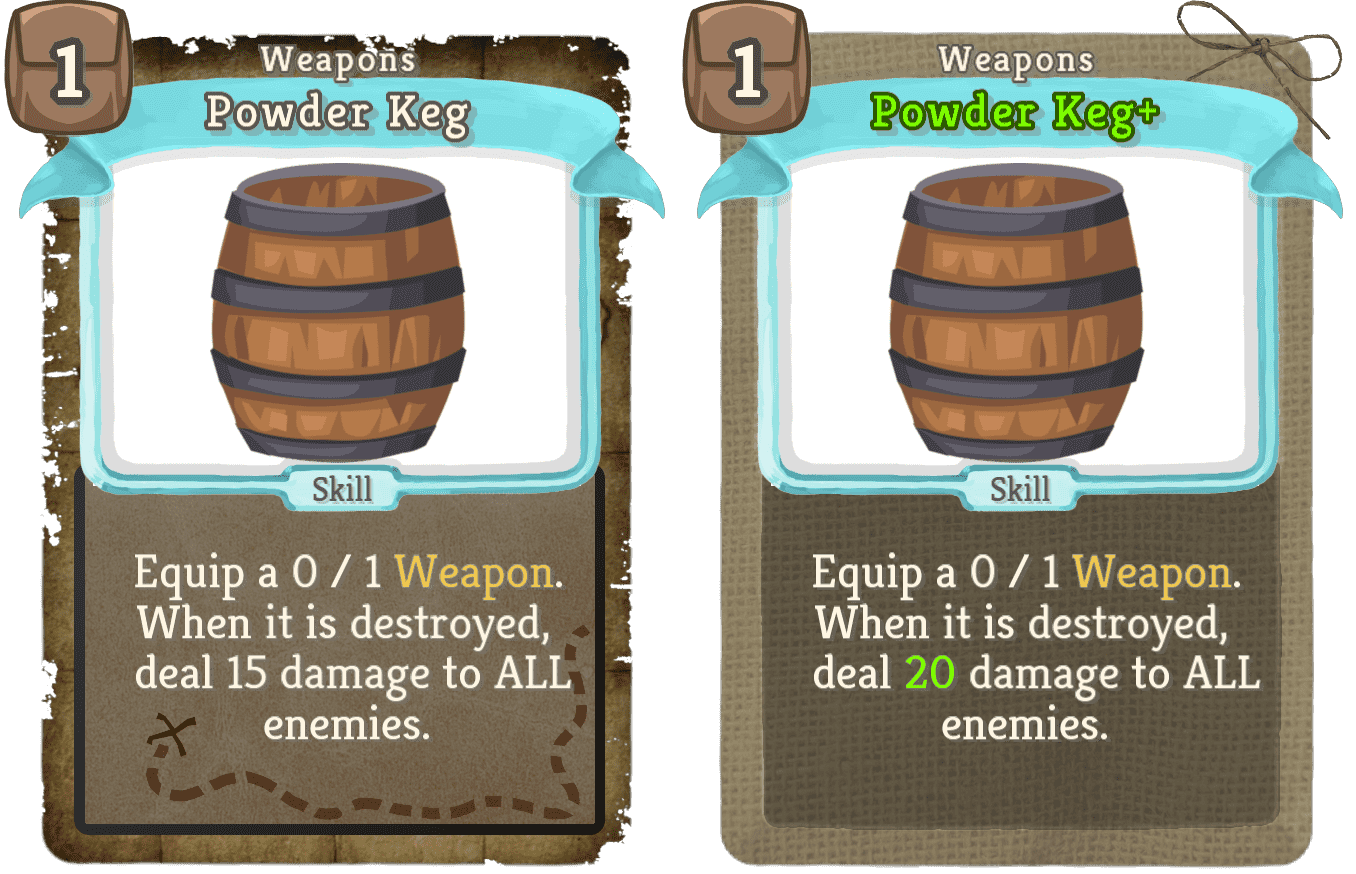 1
Weapons
Powder Keg
Skill
Equip a 0 / 1 Weapon.
When it is destroyed,
deal 15 damage to ALL
enemies.
1
Weapons
Powder Keg+
Skill
Equip a 0 / 1 Weapon.
When it is destroyed,
deal 20 damage to ALL
enemies.